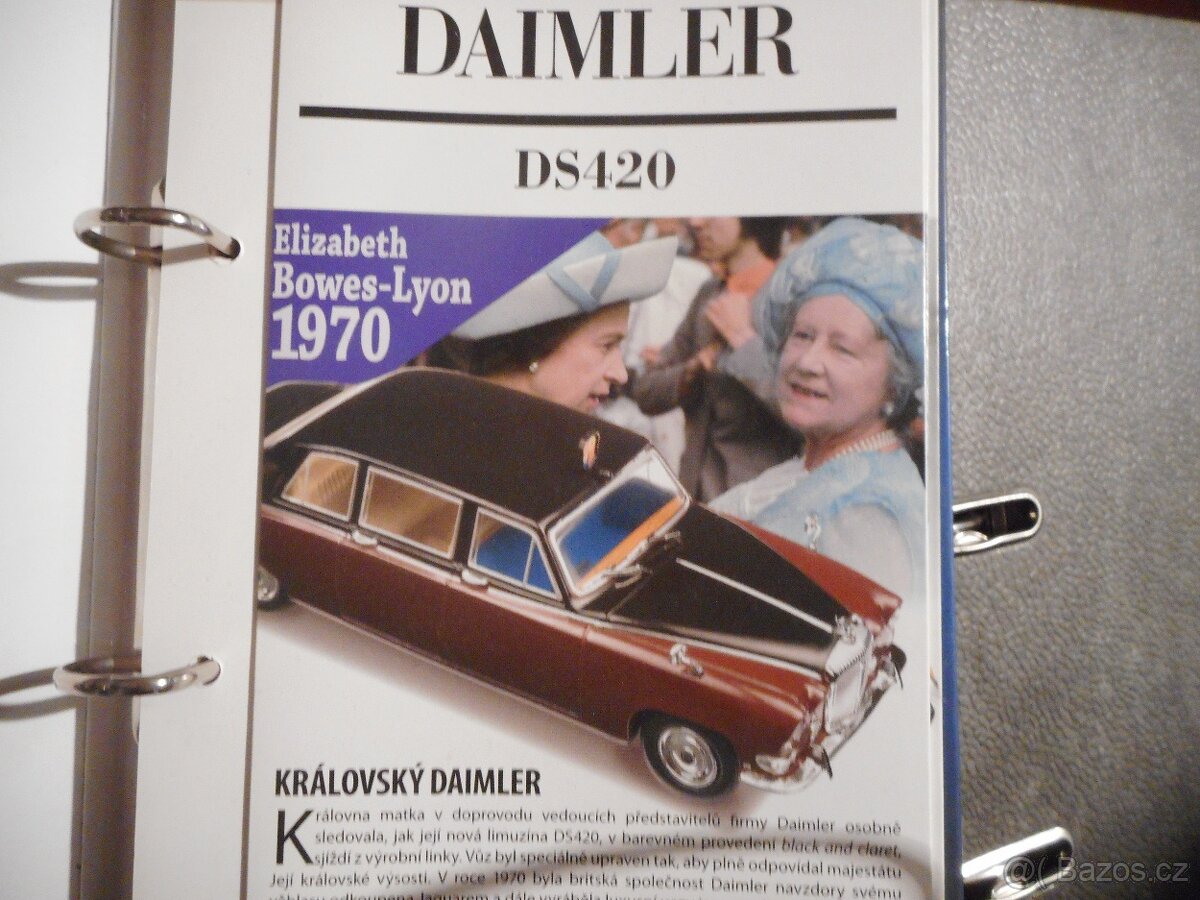 DAIMLER
DS420
Elizabeth
Bowes-Lyon
1970
KRÁLOVSKÝ DAIMLER
Královna matka v doprovodu vedoucích představitelů firmy Daimler osobně
sledovala, jak její nová limuzína DS420, v barevném provedení black and claret,
sjíždí z výrobní linky. Vůz byl speciálně upraven tak, aby plně odpovídal majestátu
Její královské výsosti. V roce 1970 byla britská společnost Daimler navzdory svému
Bazos.cz